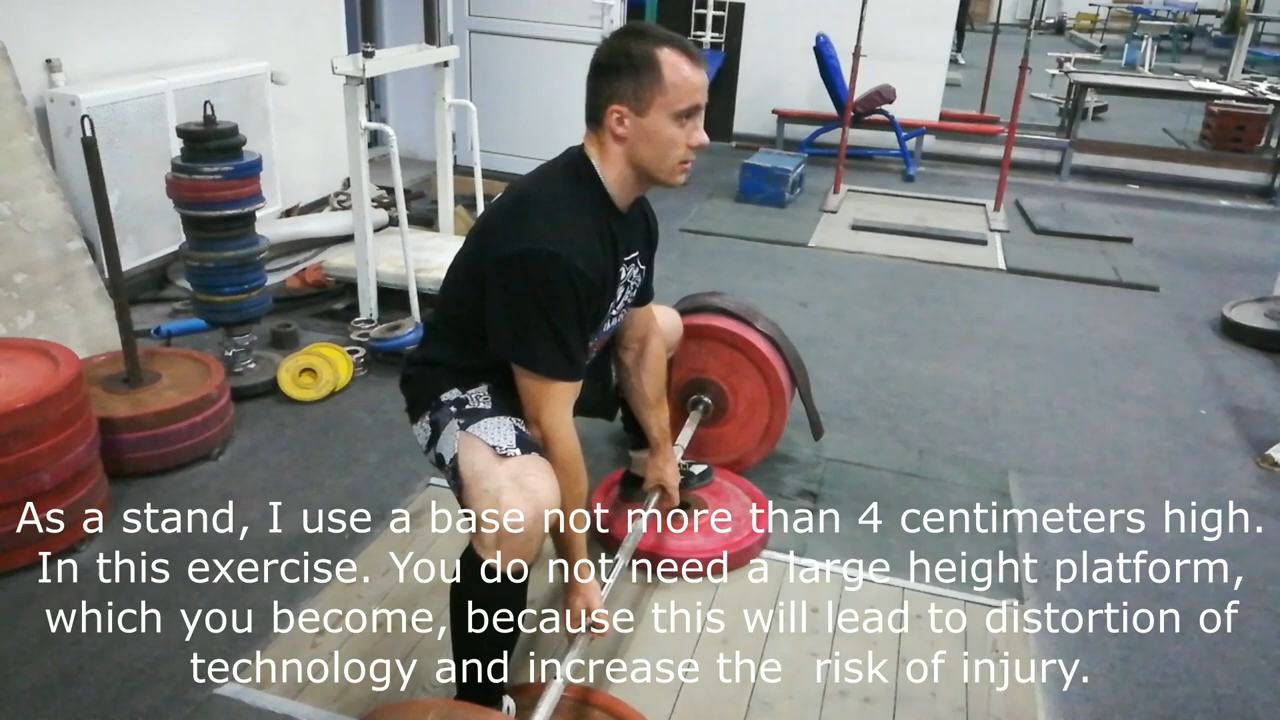 As a stand, I use a base not more than 4 centimeters high.
In this exercise. You do not need a large height platform,
which you become, because this will lead to distortion of
technology and increase the  risk of injury.